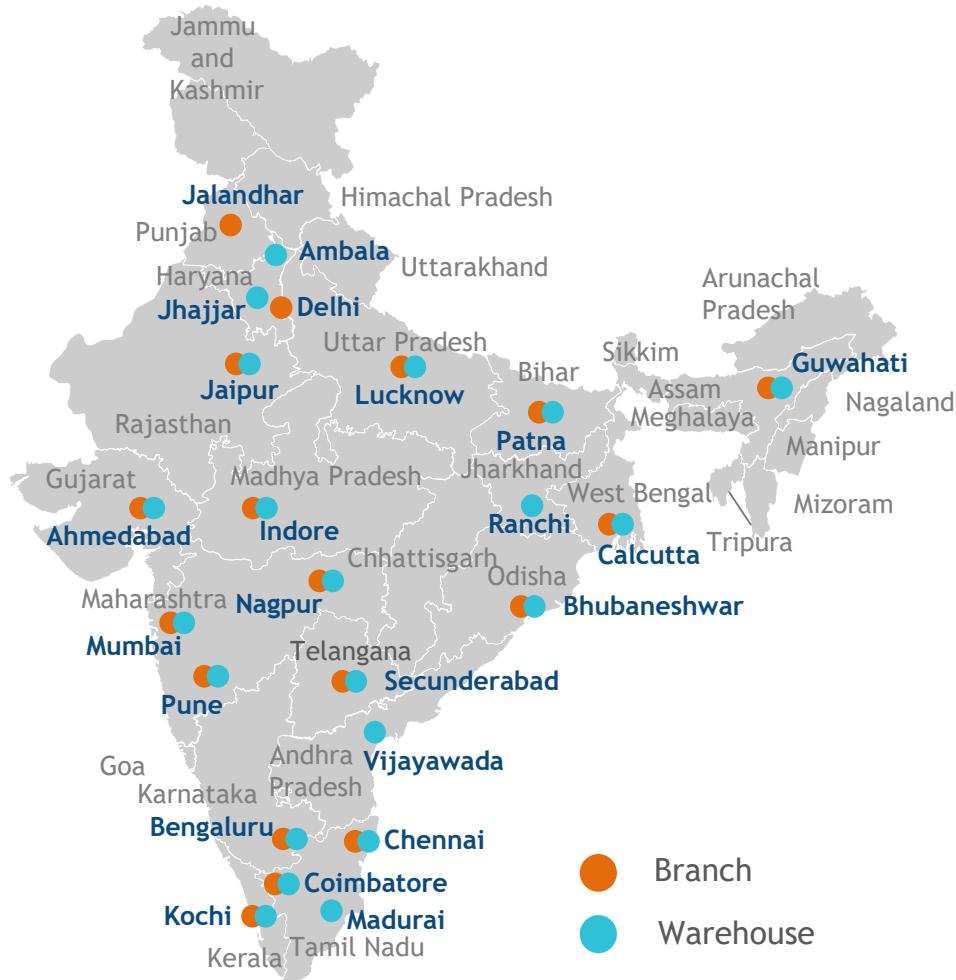 Jammu
and
Kashmir
Jalandhar
Himachal Pradesh
Punjab
Ambala
Uttarakhand
Haryana
Arunachal
Pradesh
Jhajjar
Delhi
Uttar Pradesh
Sikkim
Guwahati
Jaipur
Lucknow
Bihar
Assam
Nagaland
Meghalaya
Rajasthan
Patna
Manipur
Gujarat
Madhya Pradesh
Jharkhand
West Bengal
Mizoram
Ahmedabad
Indore
Ranchi
Tripura
Calcutta
Chhattisgarh
Odisha
Maharashtra
Nagpur
Bhubaneshwar
Mumbai
Telangana
Secunderabad
Pune
Andhra
Pradesh
Vijayawada
Goa
Karnataka
Bengaluru
Chennai
Branch
Coimbatore
Kochi
Madurai
Warehouse
Kerala
Tamil Nadu